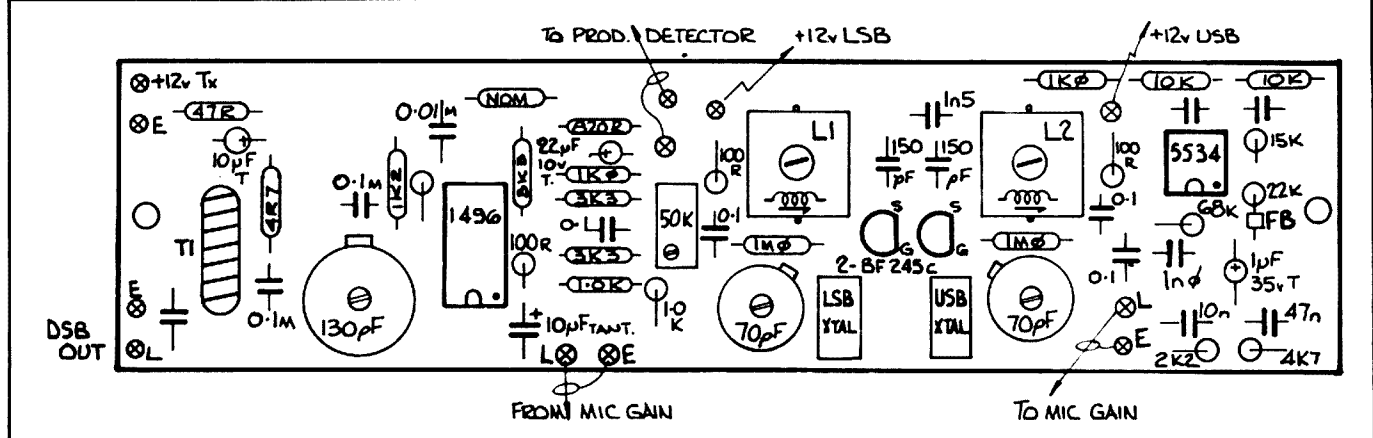 TO PROD. DETECTOR
+12v LSB
+12v USB
+12v Tx
E
47R
10µF
T
T1
4R7
0.1M
0.1M
1K2
130pF
E
L
DSB
OUT
0.01M
NOM
1496
820R
22µF
10v
T.
1KØ
3K3
0.1
3K3
1.0K
100R
10µF TANT.
+
L
E
FROM MIC GAIN
50K
1.0
K
100
R
0.1
L1
1MØ
70pF
1n5
150
pF
150
pF
S
G
S
G
2-BF245c
LSB
XTAL
USB
XTAL
L2
1MØ
70pF
1KØ
10K
10K
100
R
0.1
0.1
5534
15K
22K
FB
68K
1nØ
1µF
35vT
10n
47n
2K2
4K7
L
E
TO MIC GAIN